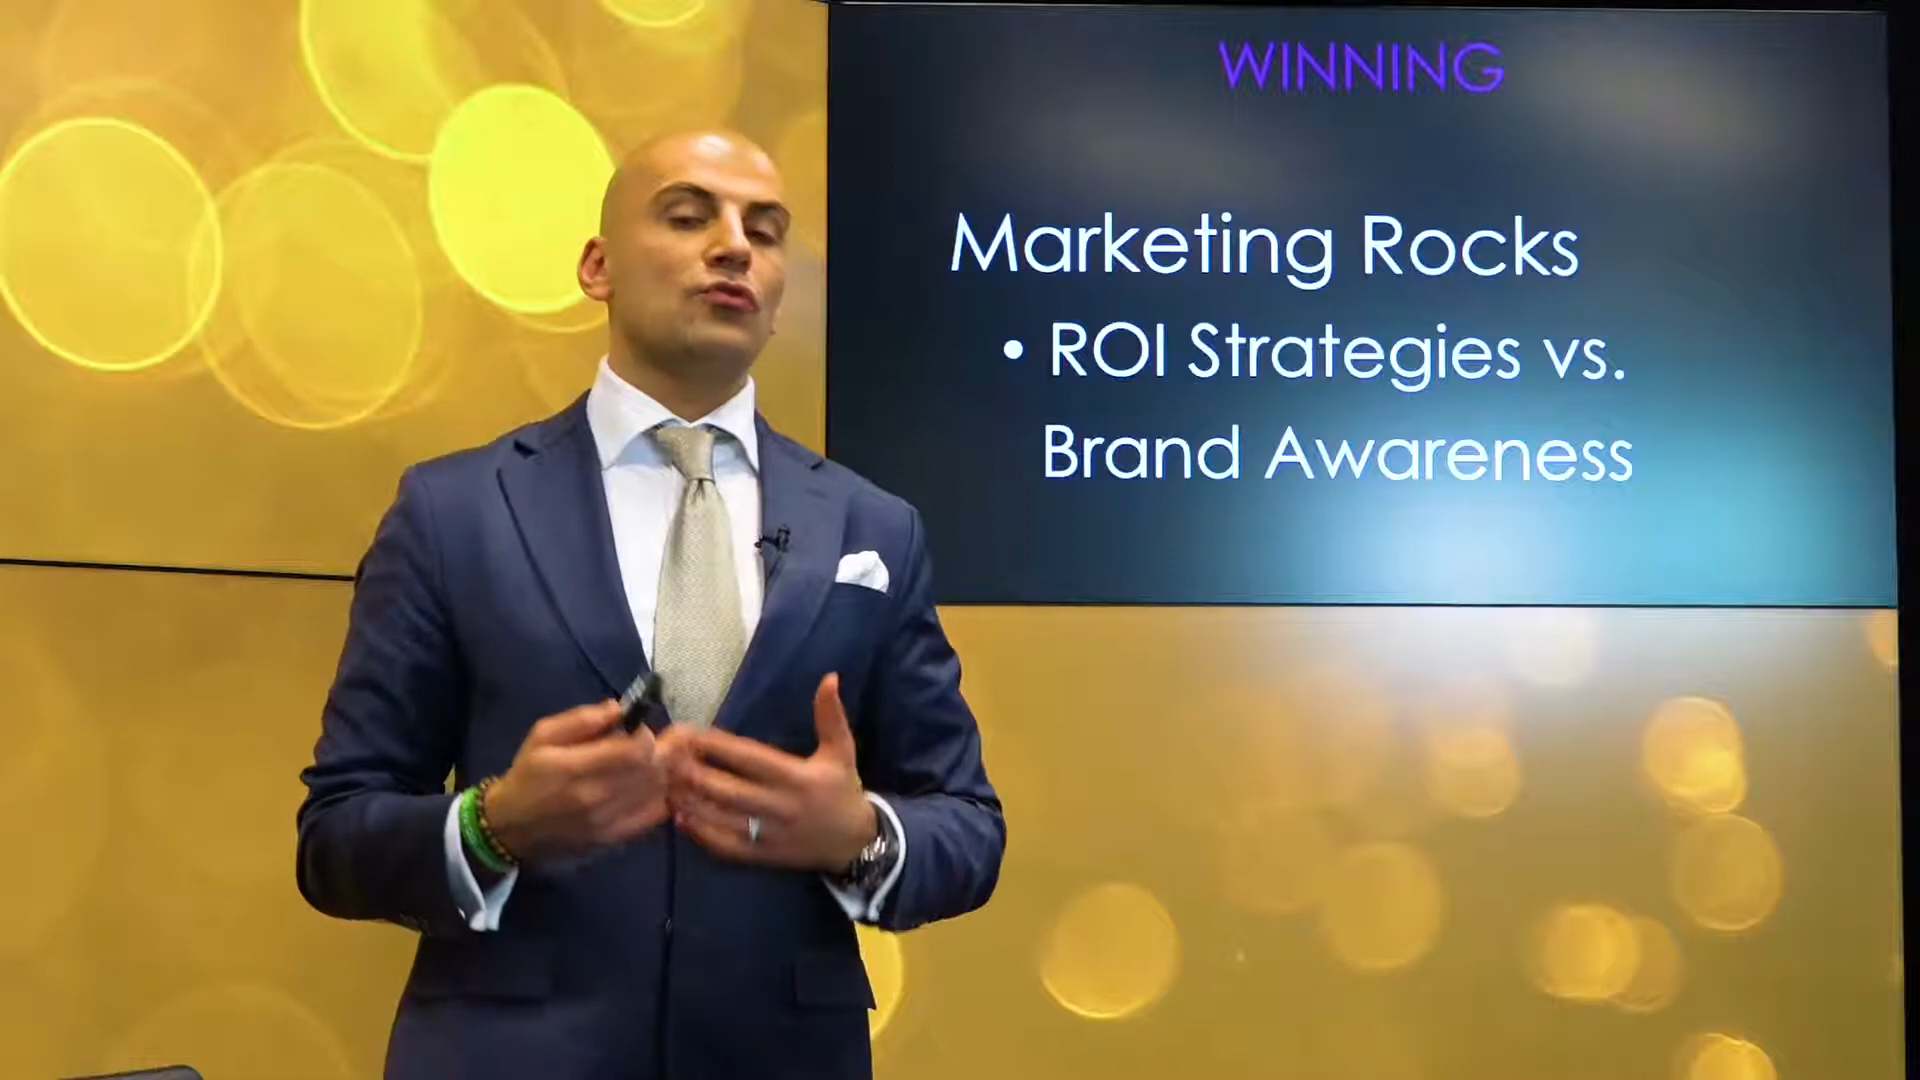 WINNING
Marketing Rocks
• ROI Strategies vs.
Brand Awareness